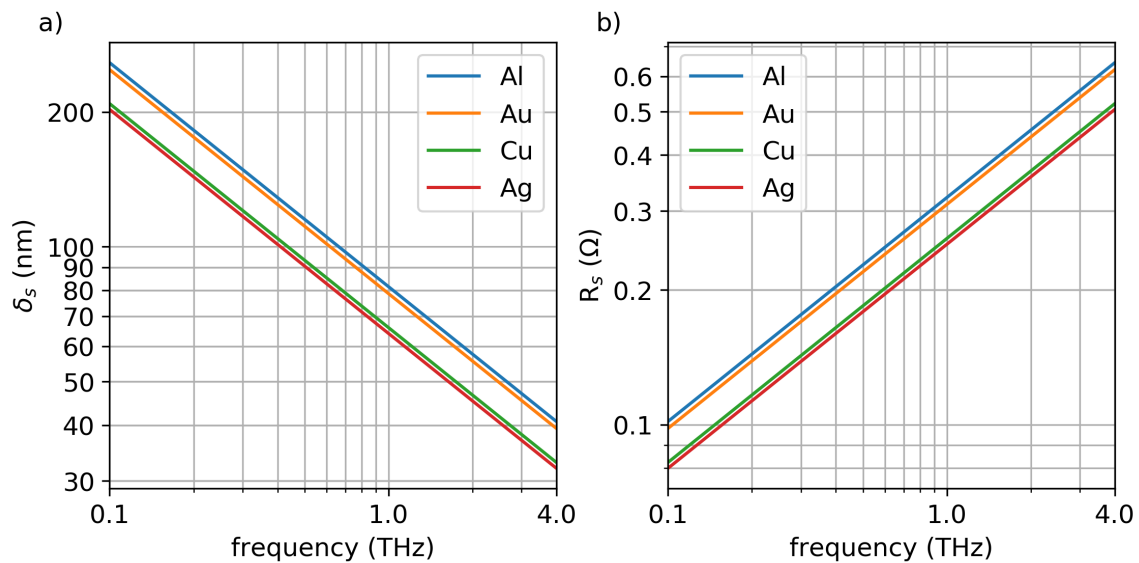 a)
δₛ (nm)
200
100
90
80
70
60
50
40
30
0.1
1.0
4.0
frequency (THz)
Al
Au
Cu
Ag
b)
Rₛ (Ω)
0.6
0.5
0.4
0.3
0.2
0.1
0.1
1.0
4.0
frequency (THz)
Al
Au
Cu
Ag